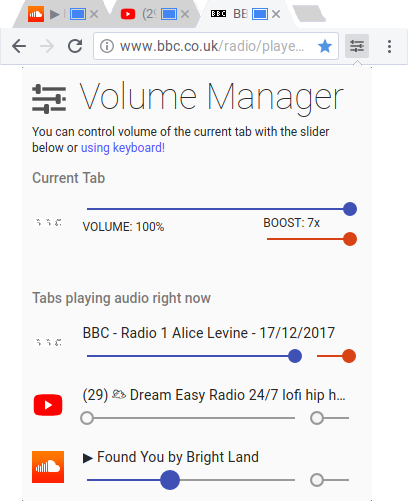 (29
BBC
BB
www.bbc.co.uk/radio/playe...
Volume Manager
You can control volume of the current tab with the slider
below or using keyboard!
Current Tab
VOLUME: 100%
BOOST: 7x
Tabs playing audio right now
BBC - Radio 1 Alice Levine - 17/12/2017
(29) 🌤 Dream Easy Radio 24/7 lofi hip h...
▶ Found You by Bright Land